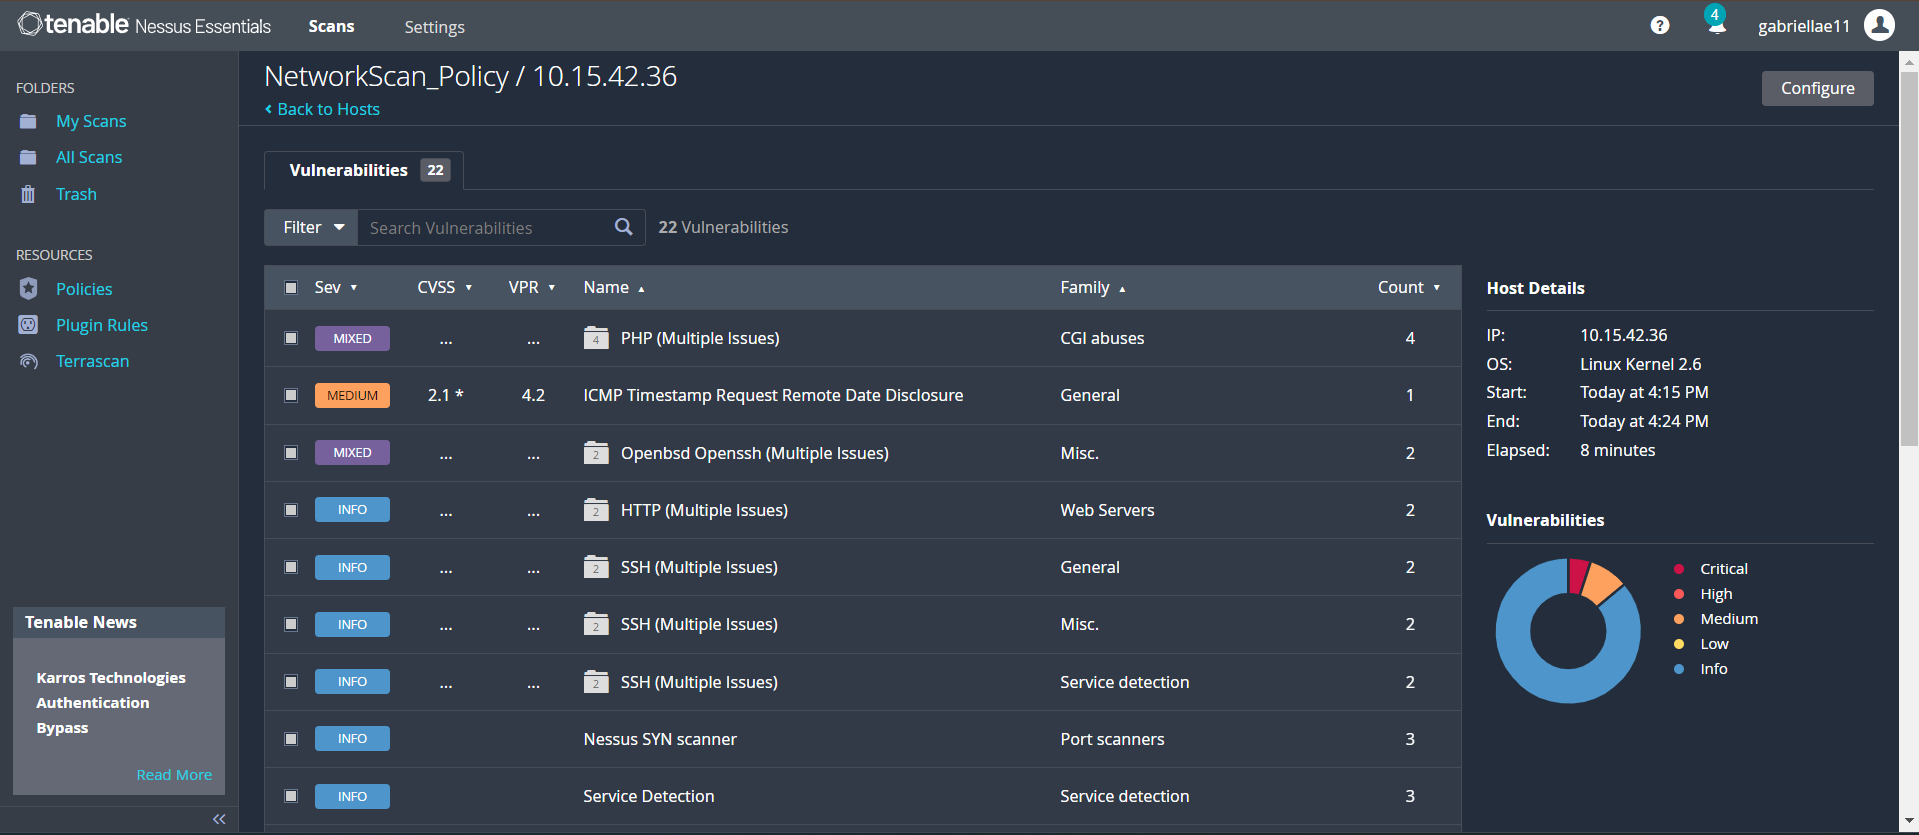 tenable Nessus Essentials
Scans
Settings
?
4
gabriellae11
FOLDERS
My Scans
All Scans
Trash
RESOURCES
Policies
Plugin Rules
Terrascan
Tenable News
Karros Technologies
Authentication
Bypass
Read More
NetworkScan_Policy / 10.15.42.36
Back to Hosts
Configure
Vulnerabilities 22
Filter
Search Vulnerabilities
22 Vulnerabilities
Sev CVSS VPR Name Family Count
MIXED ... ... 4 PHP (Multiple Issues) CGI abuses 4
MEDIUM 2.1 * 4.2 ICMP Timestamp Request Remote Date Disclosure General 1
MIXED ... ... 2 Openbsd Openssh (Multiple Issues) Misc. 2
INFO ... ... 2 HTTP (Multiple Issues) Web Servers 2
INFO ... ... 2 SSH (Multiple Issues) General 2
INFO ... ... 2 SSH (Multiple Issues) Misc. 2
INFO ... ... 2 SSH (Multiple Issues) Service detection 2
INFO Nessus SYN scanner Port scanners 3
INFO Service Detection Service detection 3
Host Details
IP: 10.15.42.36
OS: Linux Kernel 2.6
Start: Today at 4:15 PM
End: Today at 4:24 PM
Elapsed: 8 minutes
Vulnerabilities
Critical
High
Medium
Low
Info